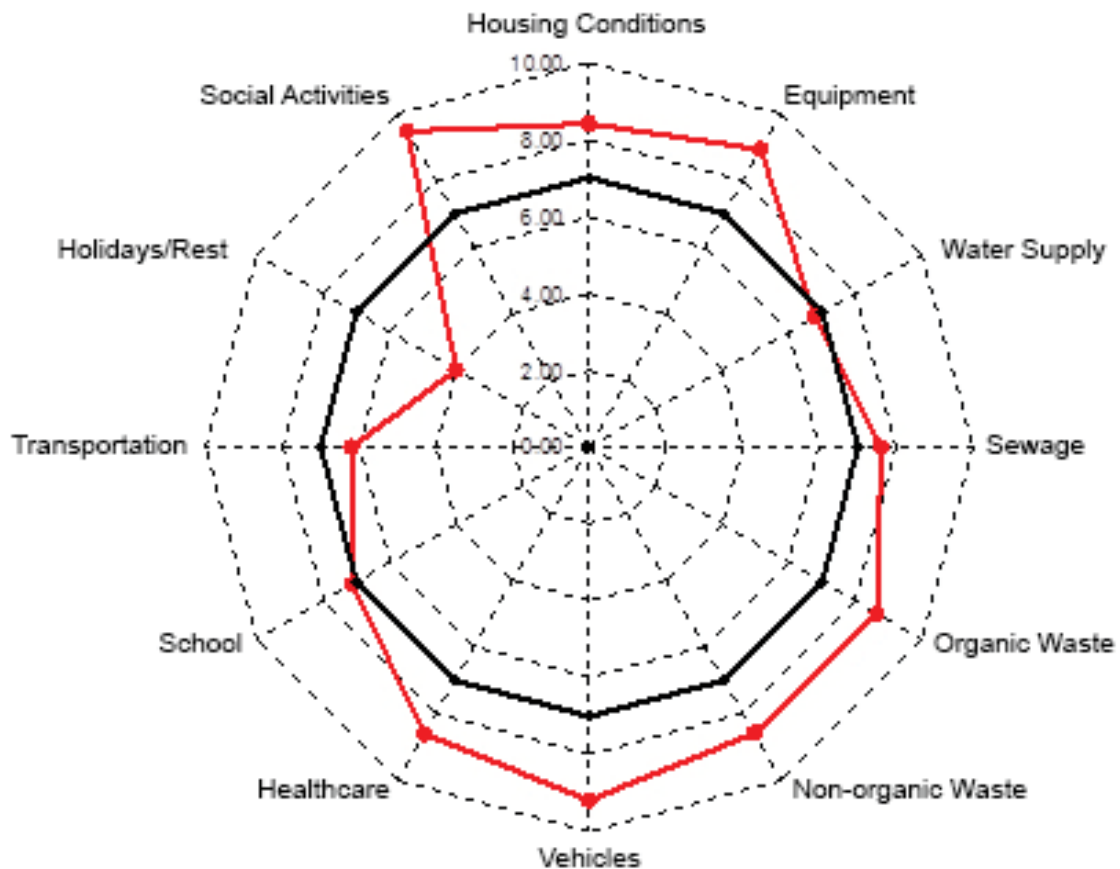 Housing Conditions
10.00
Social Activities
Equipment
8.00
Holidays/Rest
6.00
Water Supply
4.00
2.00
Transportation
0.00
Sewage
School
Organic Waste
Healthcare
Non-organic Waste
Vehicles